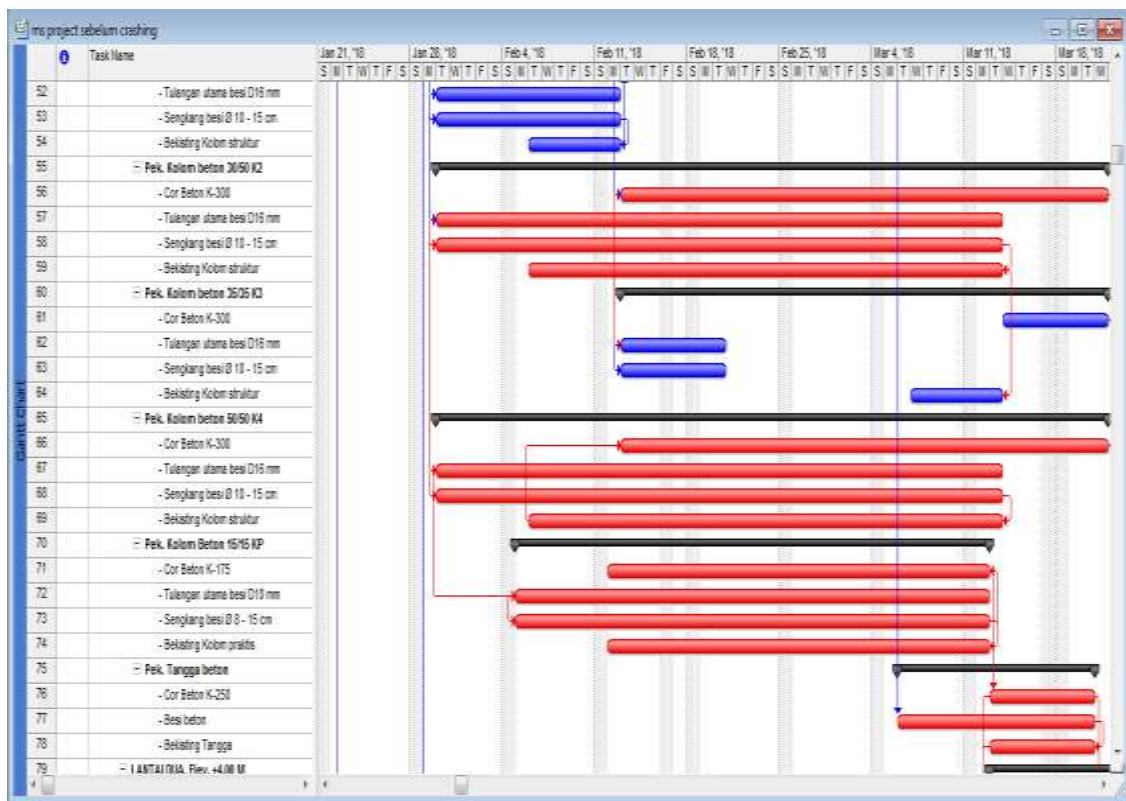 ms project sebelum crashing
Task Name
Jan 21, '18 Jan 28, '18 Feb 4, '18 Feb 11, '18 Feb 18, '18 Feb 25, '18 Mar 4, '18 Mar 11, '18 Mar 18, '18
S M T W T F S S M T W T F S S M T W T F S S M T W T F S S M T W T F S S M T W T F S S M T W T F S S M T W T F S S M T W
52 - Tulangan utama besi D16 mm
53 - Sengkang besi Ø 10 - 15 cm
54 - Bekisting Kolom struktur
55 - Pek. Kolom beton 30/50 K2
56 - Cor Beton K-300
57 - Tulangan utama besi D16 mm
58 - Sengkang besi Ø 10 - 15 cm
59 - Bekisting Kolom struktur
60 - Pek. Kolom beton 35/35 K3
61 - Cor Beton K-300
62 - Tulangan utama besi D16 mm
63 - Sengkang besi Ø 10 - 15 cm
64 - Bekisting Kolom struktur
65 - Pek. Kolom beton 50/50 K4
66 - Cor Beton K-300
67 - Tulangan utama besi D16 mm
68 - Sengkang besi Ø 10 - 15 cm
69 - Bekisting Kolom struktur
70 - Pek. Kolom Beton 15/15 KP
71 - Cor Beton K-175
72 - Tulangan utama besi D10 mm
73 - Sengkang besi Ø 8 - 15 cm
74 - Bekisting Kolom praktis
75 - Pek. Tangga beton
76 - Cor Beton K-250
77 - Besi beton
78 - Bekisting Tangga
79 - LANTAI DUA, Elev. +4.00 M
Gantt Chart